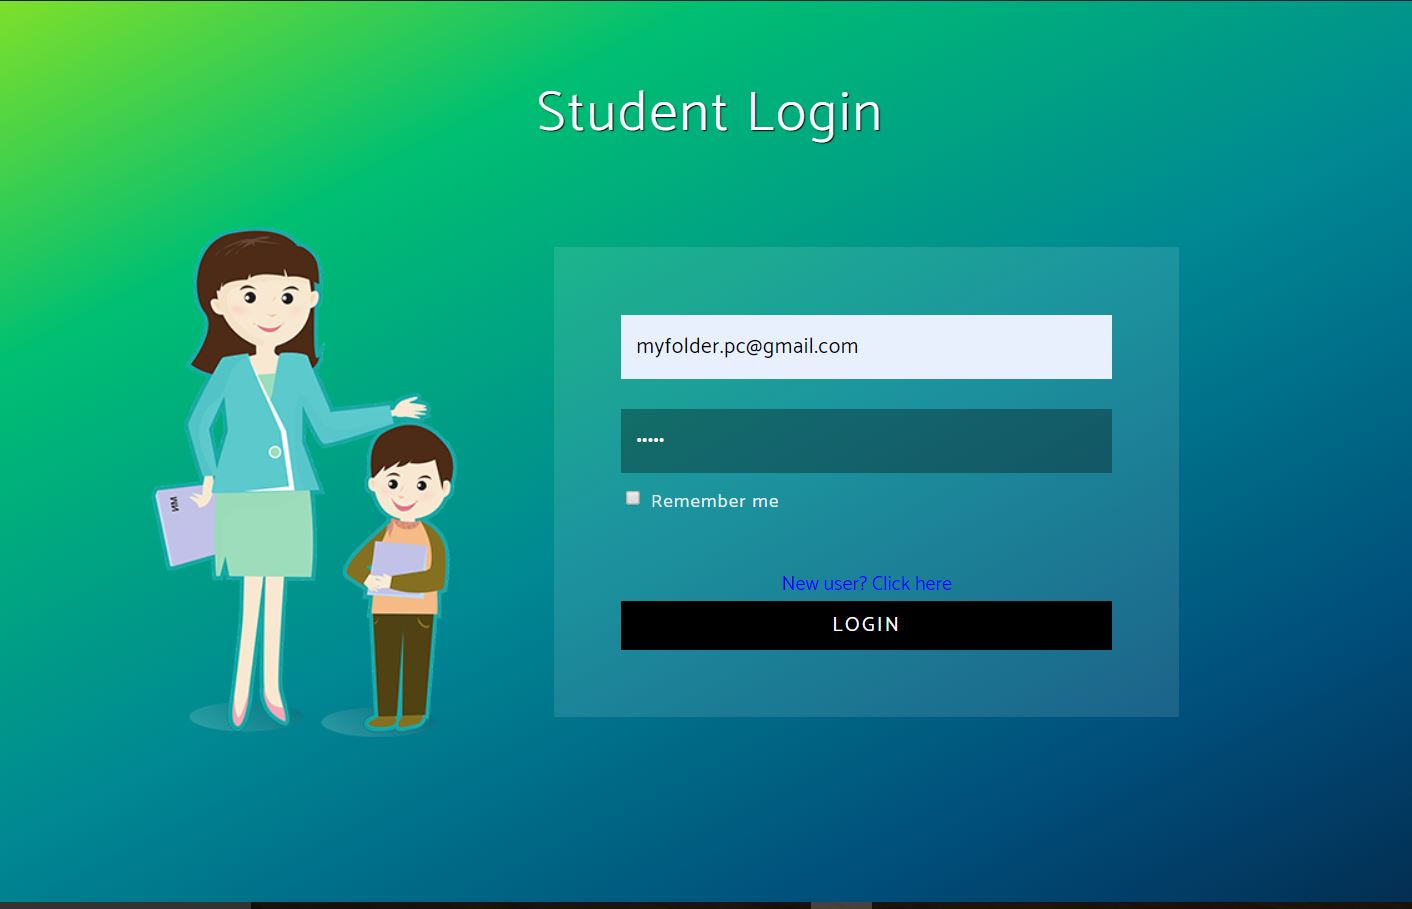 Student Login
myfolder.pc@gmail.com
•••••
Remember me
New user? Click here
LOGIN